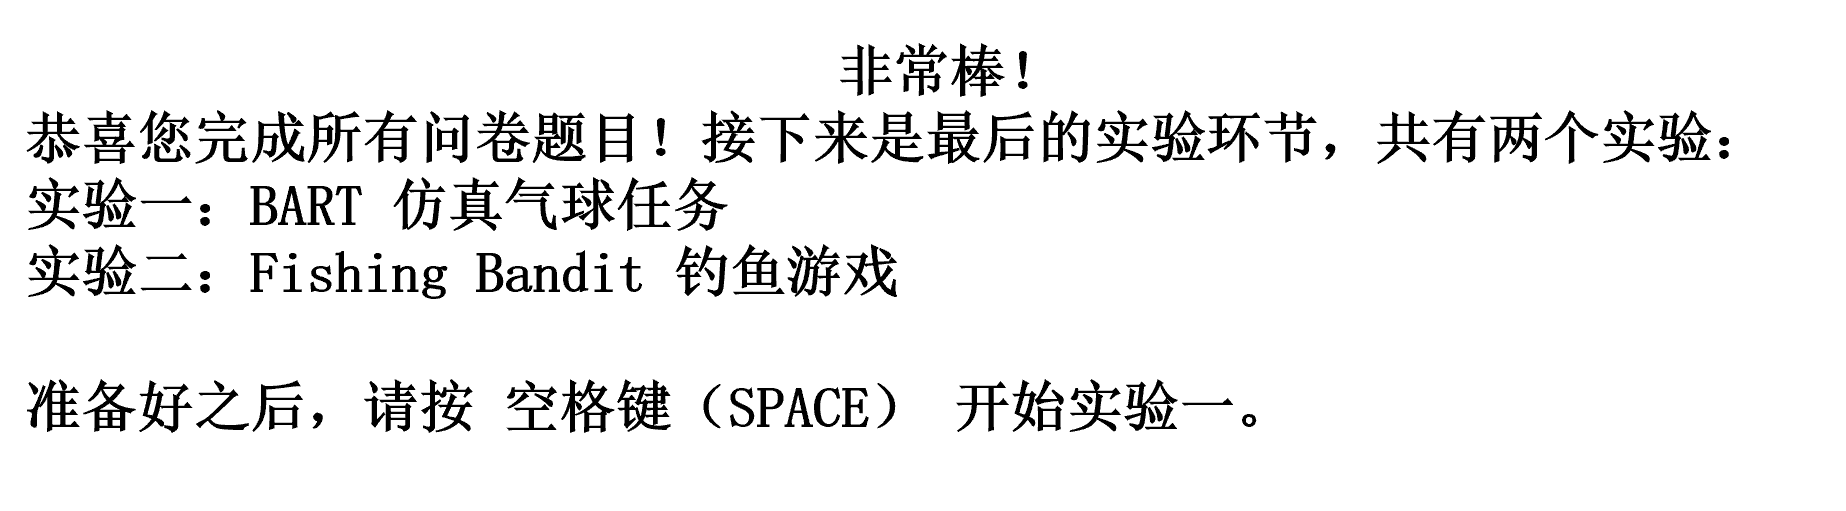 非常棒！
恭喜您完成所有问卷题目！接下来是最后的实验环节，共有两个实验：
实验一：BART 仿真气球任务
实验二：Fishing Bandit 钓鱼游戏
准备好之后，请按 空格键（SPACE） 开始实验一。